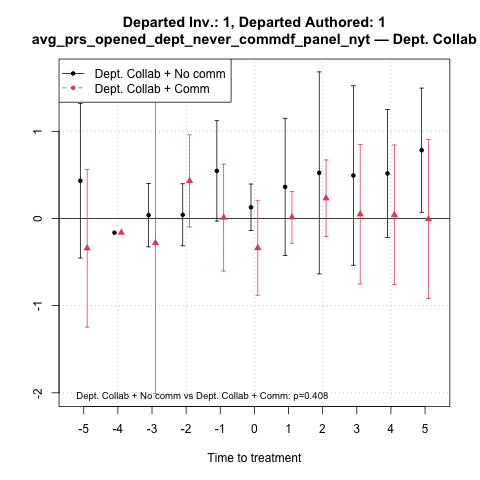 Departed Inv.: 1, Departed Authored: 1
avg_prs_opened_dept_never_commdf_panel_nyt — Dept. Collab
Dept. Collab + No comm
Dept. Collab + Comm
1
0
-1
-2
Dept. Collab + No comm vs Dept. Collab + Comm: p=0.408
-5 -4 -3 -2 -1 0 1 2 3 4 5
Time to treatment